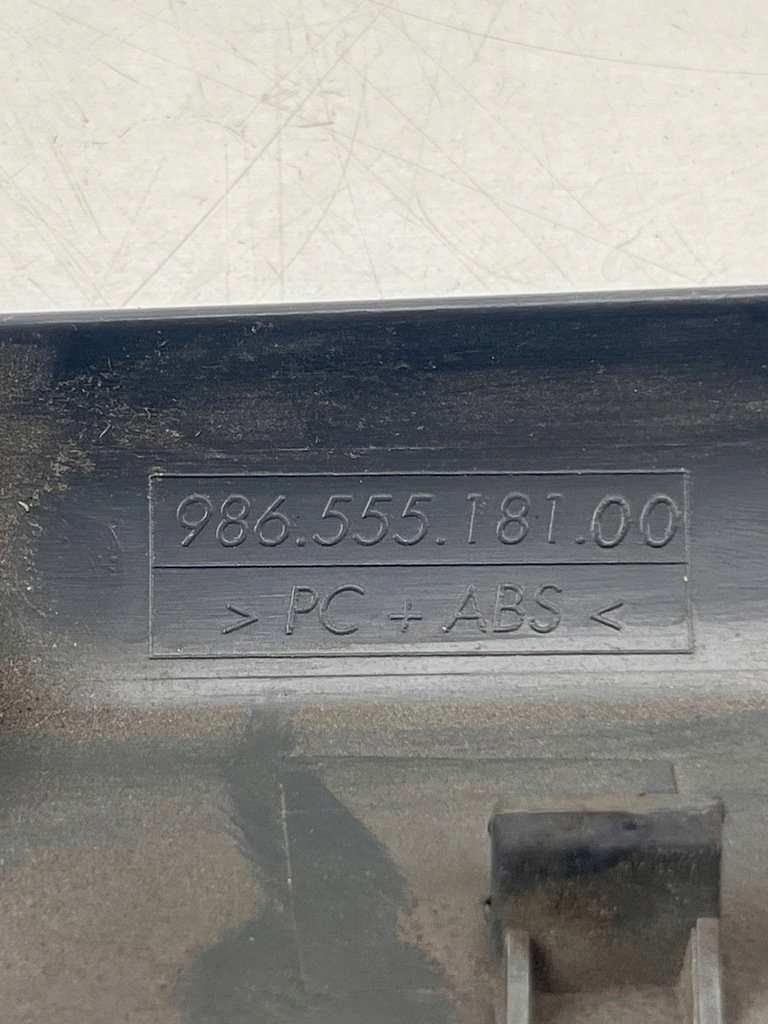 986.555.181.00
> PC + ABS <